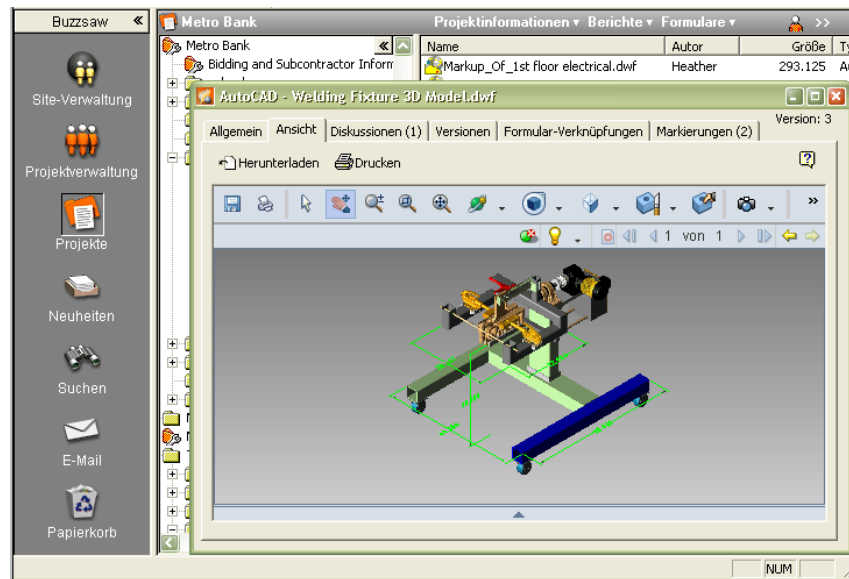 Buzzsaw «
Metro Bank Projektinformationen Berichte Formulare >>
Site-Verwaltung
Projektverwaltung
Projekte
Neuheiten
Suchen
E-Mail
Papierkorb
Metro Bank «
Bidding and Subcontractor Inform
Name Autor Größe
Markup_Of_1st floor electrical.dwf Heather 293.125
AutoCAD - Welding Fixture 3D Model.dwf
Version: 3
Allgemein Ansicht Diskussionen (1) Versionen Formular-Verknüpfungen Markierungen (2)
Herunterladen Drucken
1 von 1
NUM